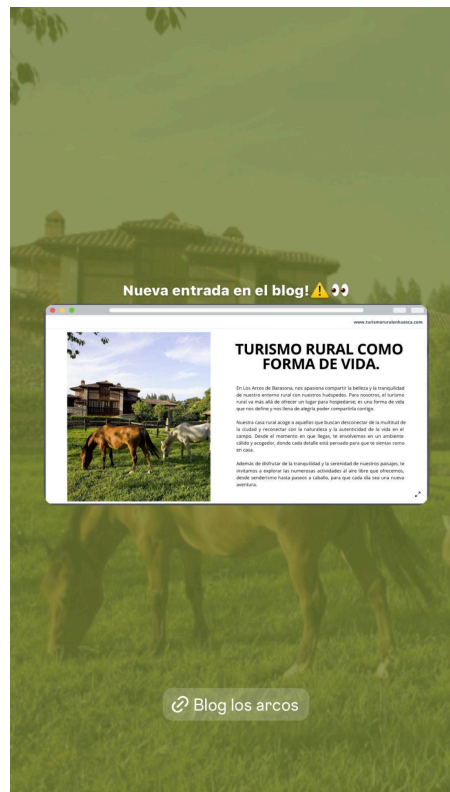 Nueva entrada en el blog!⚠️👀
www.turismoruralenhuesca.com
TURISMO RURAL COMO
FORMA DE VIDA.
En Los Arcos de Barasona, nos apasiona compartir la belleza y la tranquilidad
de nuestro entorno rural con nuestros huéspedes. Para nosotros, el turismo
rural va más allá de ofrecer un lugar para hospedarse; es una forma de vida
que nos define y nos llena de alegría poder compartirla contigo.
Nuestra casa rural acoge a aquellos que buscan desconectar de la multitud de
la ciudad y reconectar con la naturaleza y la autenticidad de la vida en el
campo. Desde el momento en que llegas, te envolvemos en un ambiente
cálido y acogedor, donde cada detalle está pensado para que te sientas como
en casa.
Además de disfrutar de la tranquilidad y la serenidad de nuestros paisajes, te
invitamos a explorar las numerosas actividades al aire libre que ofrecemos,
desde senderismo hasta paseos a caballo, para que cada día sea una nueva
aventura.
Blog los arcos